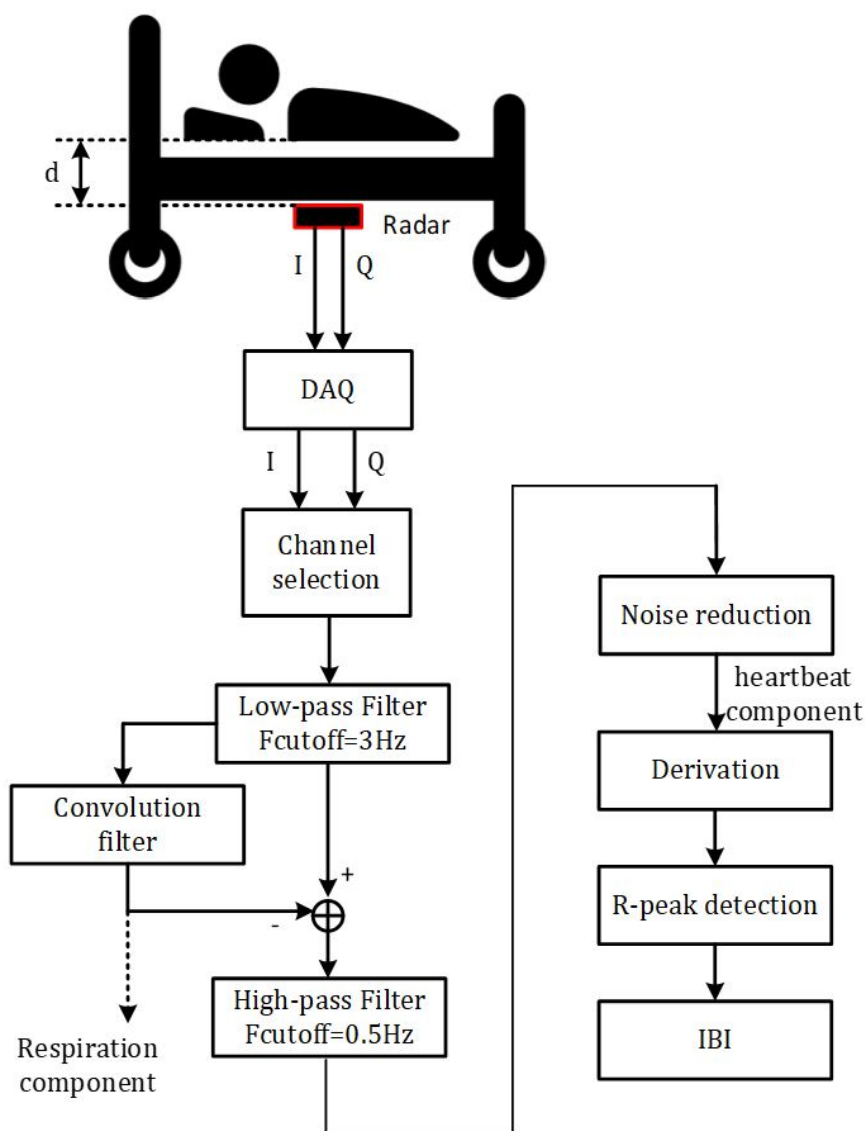 d
Radar
I
Q
DAQ
I
Q
Channel
selection
Low-pass Filter
Fcutoff=3Hz
Convolution
filter
+
-
High-pass Filter
Fcutoff=0.5Hz
Respiration
component
Noise reduction
heartbeat
component
Derivation
R-peak detection
IBI